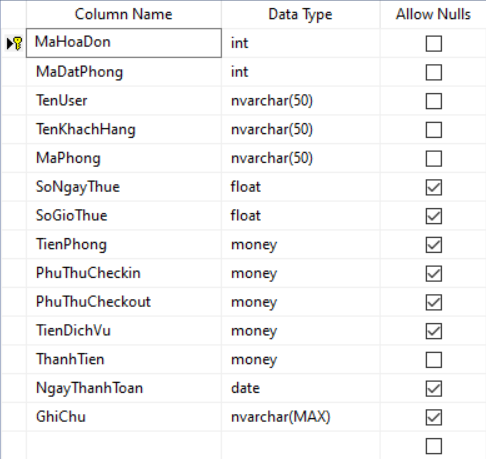 Column Name Data Type Allow Nulls
MaHoaDon int
MaDatPhong int
TenUser nvarchar(50)
TenKhachHang nvarchar(50)
MaPhong nvarchar(50)
SoNgayThue float
SoGioThue float
TienPhong money
PhuThuCheckin money
PhuThuCheckout money
TienDichVu money
ThanhTien money
NgayThanhToan date
GhiChu nvarchar(MAX)